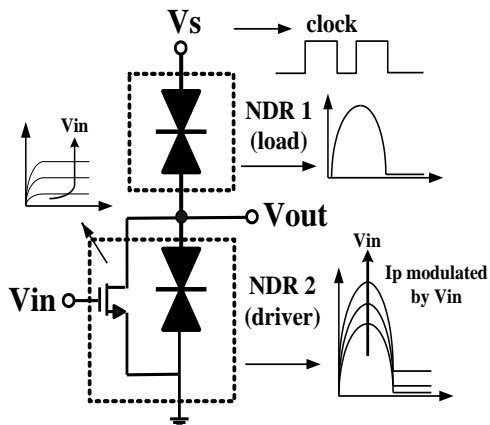 Vs
clock
NDR 1
(load)
Vin
Vout
Vin
NDR 2
(driver)
Vin
Ip modulated
by Vin